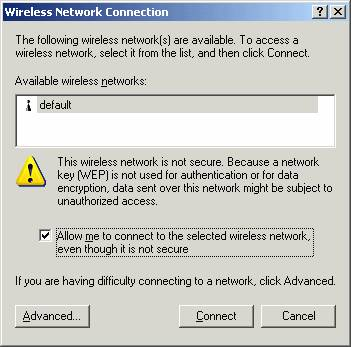 Wireless Network Connection
The following wireless network(s) are available. To access a
wireless network, select it from the list, and then click Connect.
Available wireless networks:
default
This wireless network is not secure. Because a network
key (WEP) is not used for authentication or for data
encryption, data sent over this network might be subject to
unauthorized access.
Allow me to connect to the selected wireless network,
even though it is not secure
If you are having difficulty connecting to a network, click Advanced.
Advanced... Connect Cancel